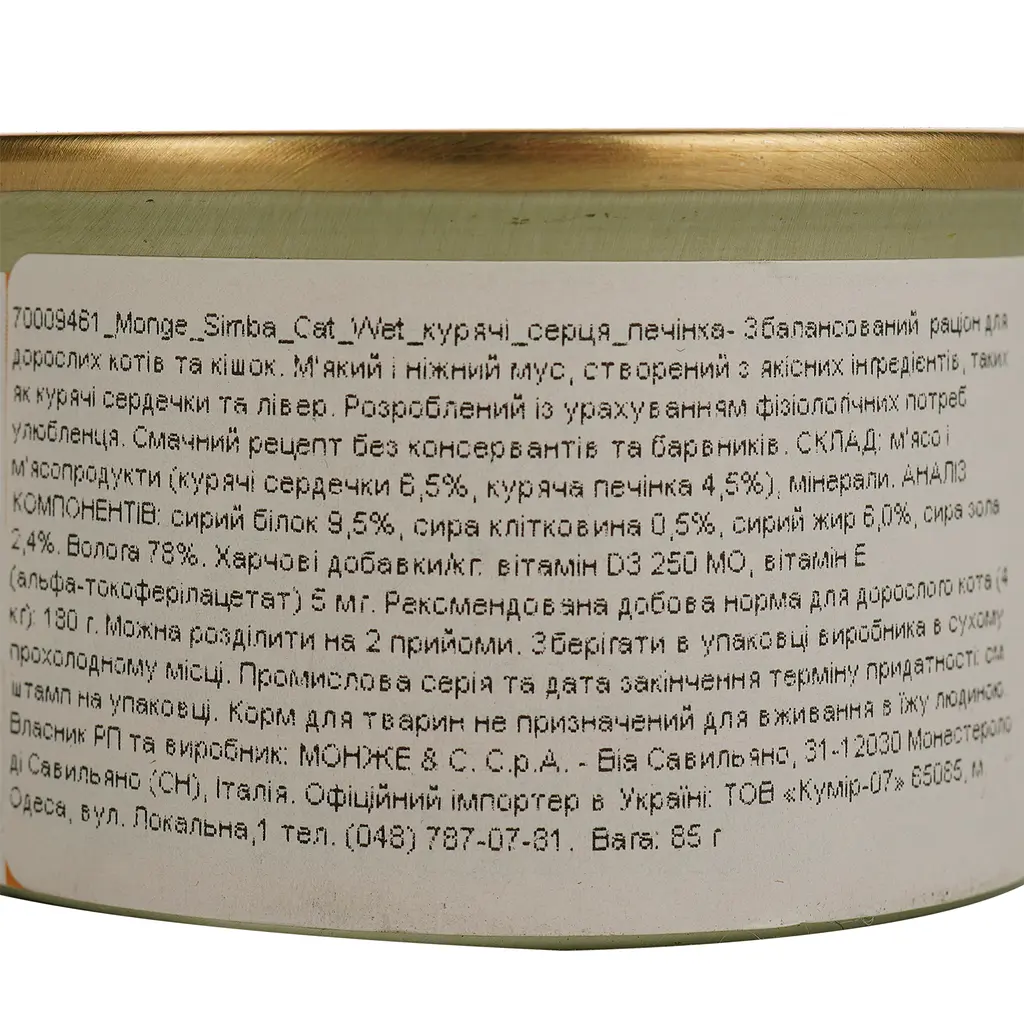 70009461_Monge_Simba_Cat_Wet_курячі_серця_печінка- Збалансований раціон для
дорослих котів та кішок. М'який і ніжний мус, створений з якісних інгредієнтів, таких
як курячі сердечки та лівер. Розроблений із урахуванням фізіологічних потреб
улюбленця. Смачний рецепт без консервантів та барвників. СКЛАД: м'ясо і
м'ясопродукти (курячі сердечки 6,5%, куряча печінка 4,5%), мінерали. АНАЛІЗ
КОМПОНЕНТІВ: сирий білок 9,5%, сира клітковина 0,5%, сирий жир 6,0%, сира зола
2,4%. Волога 78%. Харчові добавки/кг: вітамін D3 250 МО, вітамін Е
(альфа-токоферілацетат) 5 мг. Рекомендована добова норма для дорослого кота (4
кг): 180 г. Можна розділити на 2 прийоми. Зберігати в упаковці виробника в сухому
прохолодному місці. Промислова серія та дата закінчення терміну придатності: см
штамп на упаковці. Корм для тварин не призначений для вживання в їжу людиною.
Власник РП та виробник: МОНЖЕ & С. С.р.А. - Віа Савильяно, 31-12030 Монастероло
ді Савильяно (СН), Італія. Офіційний імпортер в Україні: ТОВ «Кумір-07» 65085, м
Одеса, вул. Локальна,1 тел. (048) 787-07-81. Вага: 85 г